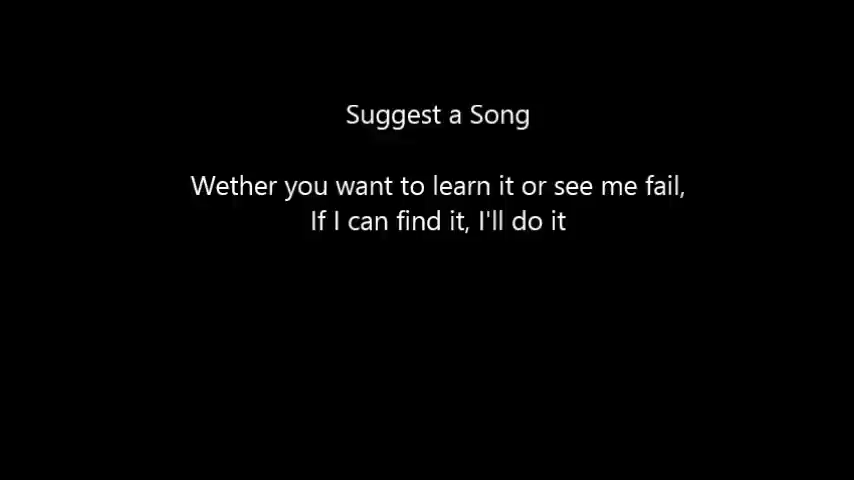 Suggest a Song
Wether you want to learn it or see me fail,
If I can find it, I'll do it